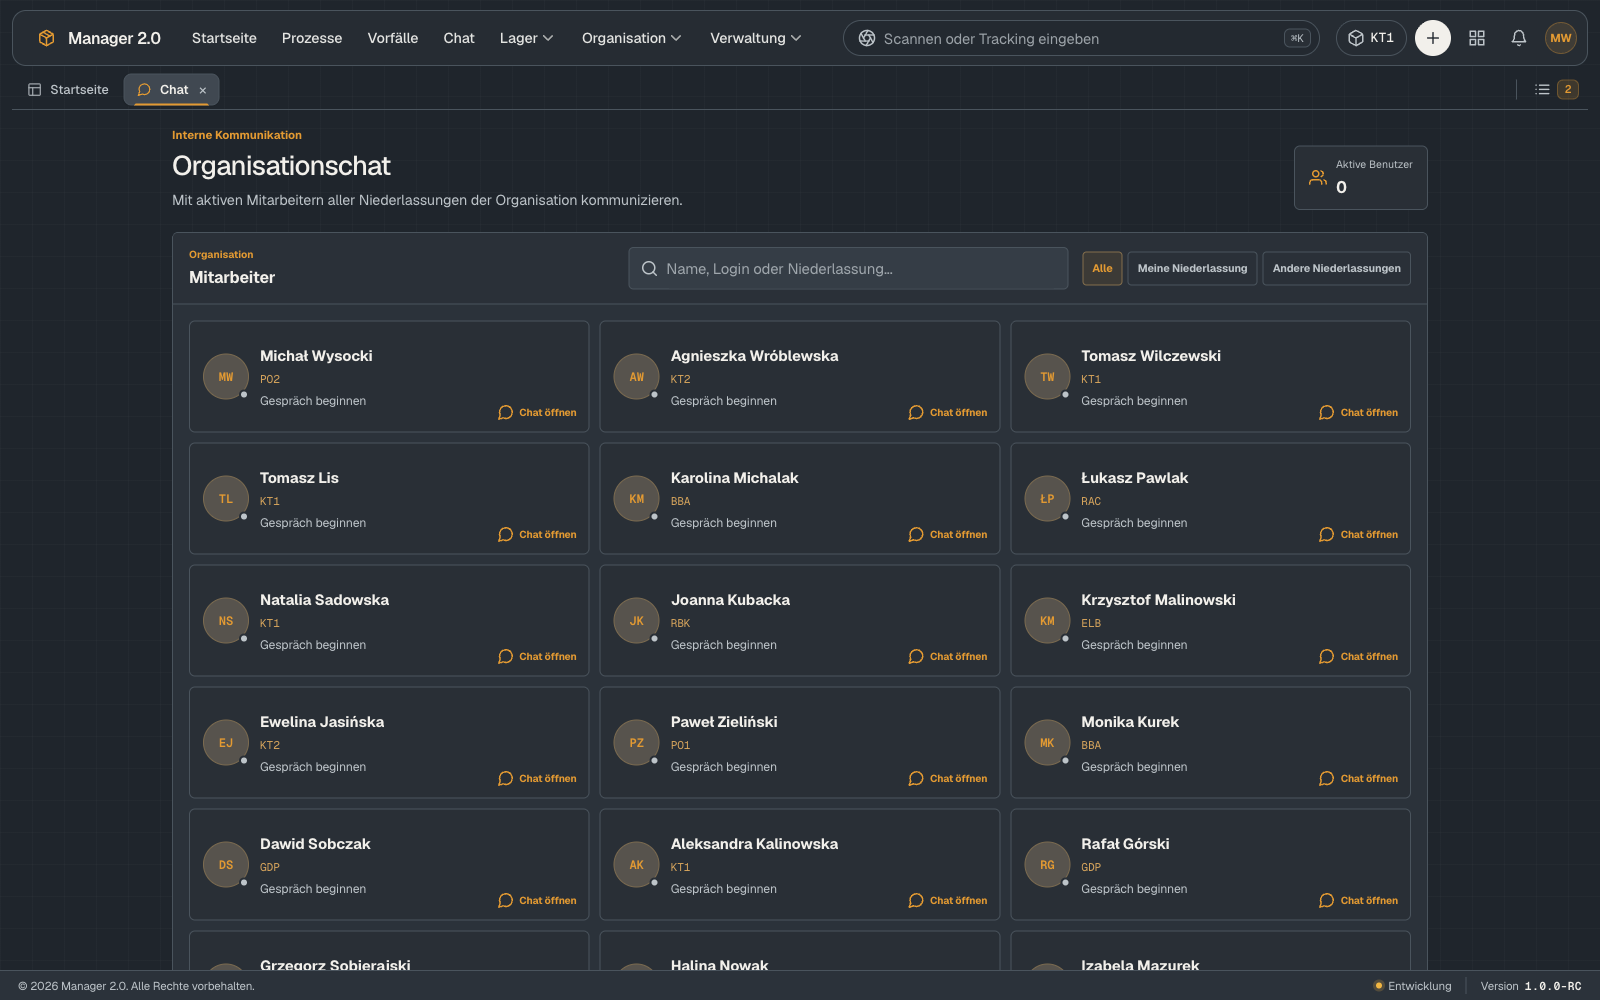 Manager 2.0
Startseite
Prozesse
Vorfälle
Chat
Lager
Organisation
Verwaltung
Scannen oder Tracking eingeben
⌘K
KT1
MW
Startseite
Chat
2
Interne Kommunikation
Organisationschat
Mit aktiven Mitarbeitern aller Niederlassungen der Organisation kommunizieren.
Aktive Benutzer
0
Organisation
Mitarbeiter
Name, Login oder Niederlassung...
Alle
Meine Niederlassung
Andere Niederlassungen
MW
Michał Wysocki
PO2
Gespräch beginnen
Chat öffnen
AW
Agnieszka Wróblewska
KT2
Gespräch beginnen
Chat öffnen
TW
Tomasz Wilczewski
KT1
Gespräch beginnen
Chat öffnen
TL
Tomasz Lis
KT1
Gespräch beginnen
Chat öffnen
KM
Karolina Michalak
BBA
Gespräch beginnen
Chat öffnen
ŁP
Łukasz Pawlak
RAC
Gespräch beginnen
Chat öffnen
NS
Natalia Sadowska
KT1
Gespräch beginnen
Chat öffnen
JK
Joanna Kubacka
RBK
Gespräch beginnen
Chat öffnen
KM
Krzysztof Malinowski
ELB
Gespräch beginnen
Chat öffnen
EJ
Ewelina Jasińska
KT2
Gespräch beginnen
Chat öffnen
PZ
Paweł Zieliński
PO1
Gespräch beginnen
Chat öffnen
MK
Monika Kurek
BBA
Gespräch beginnen
Chat öffnen
DS
Dawid Sobczak
GDP
Gespräch beginnen
Chat öffnen
AK
Aleksandra Kalinowska
KT1
Gespräch beginnen
Chat öffnen
RG
Rafał Górski
GDP
Gespräch beginnen
Chat öffnen
Grzegorz Sobierajski
Halina Nowak
Izabela Mazurek
© 2026 Manager 2.0. Alle Rechte vorbehalten.
Entwicklung
Version 1.0.0-RC